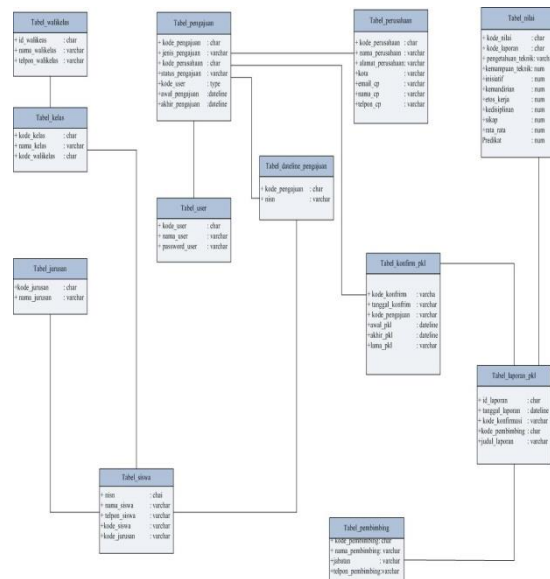 Tabel_walikelas
+ id_walikelas : char
+ nama_walikelas : varchar
+ telpon_walikelas : varchar
Tabel_pengajuan
+ kode_pengajuan : char
+ jenis_pengajuan : varchar
+ kode_perusahaan : char
+ status_pengajuan : varchar
+ kode_user : type
+ awal_pengajuan :dateline
+ akhir_pengajuan :dateline
Tabel_perusahaan
+ kode_perusahaan : char
+ nama_perusahaan : varchar
+ alamat_perusahaan: varchar
+ kota : varchar
+ email_cp : varchar
+ nama_cp : varchar
+ telpon_cp : varchar
Tabel_nilai
+ kode_nilai : char
+ kode_laporan : char
+ pengetahuan_teknik: varch
+ kemampuan_teknik: num
+ inisiatif : num
+ kemandirian : num
+ etos_kerja : num
+ kedisiplinan : num
+ sikap : num
+ rata_rata : num
Predikat : num
Tabel_kelas
+ kode_kelas : char
+ nama_kelas : varchar
+ kode_walikelas : char
Tabel_dateline_pengajuan
+ kode_pengajuan : char
+ nisn : varchar
Tabel_user
+ kode_user : char
+ nama_user : varchar
+ password_user : varchar
Tabel_jurusan
+kode_jurusan : char
+ nama_jurusan : varchar
Tabel_konfirm_pkl
+ kode_konfirm : varcha
+ tanggal_konfirm : varchar
+ kode_pengajuan : varchar
+awal_pkl : dateline
+akhir_pkl : dateline
+lama_pkl : varchar
Tabel_laporan_pkl
+ id_laporan : char
+ tanggal_laporan : dateline
+ kode_konfirmasi : varchar
+kode_pembimbing : char
+judul_laporan : varchar
Tabel_siswa
+ nisn : chai
+ nama_siswa : varchar
+ telpon_siswa : varchar
+kode_siswa : varchar
+kode_jurusan : varchar
Tabel_pembimbing
+ kode_pembimbing: char
+ nama_pembimbing: varchar
+jabatan : varchar
+telpon_pembimbing:varchar